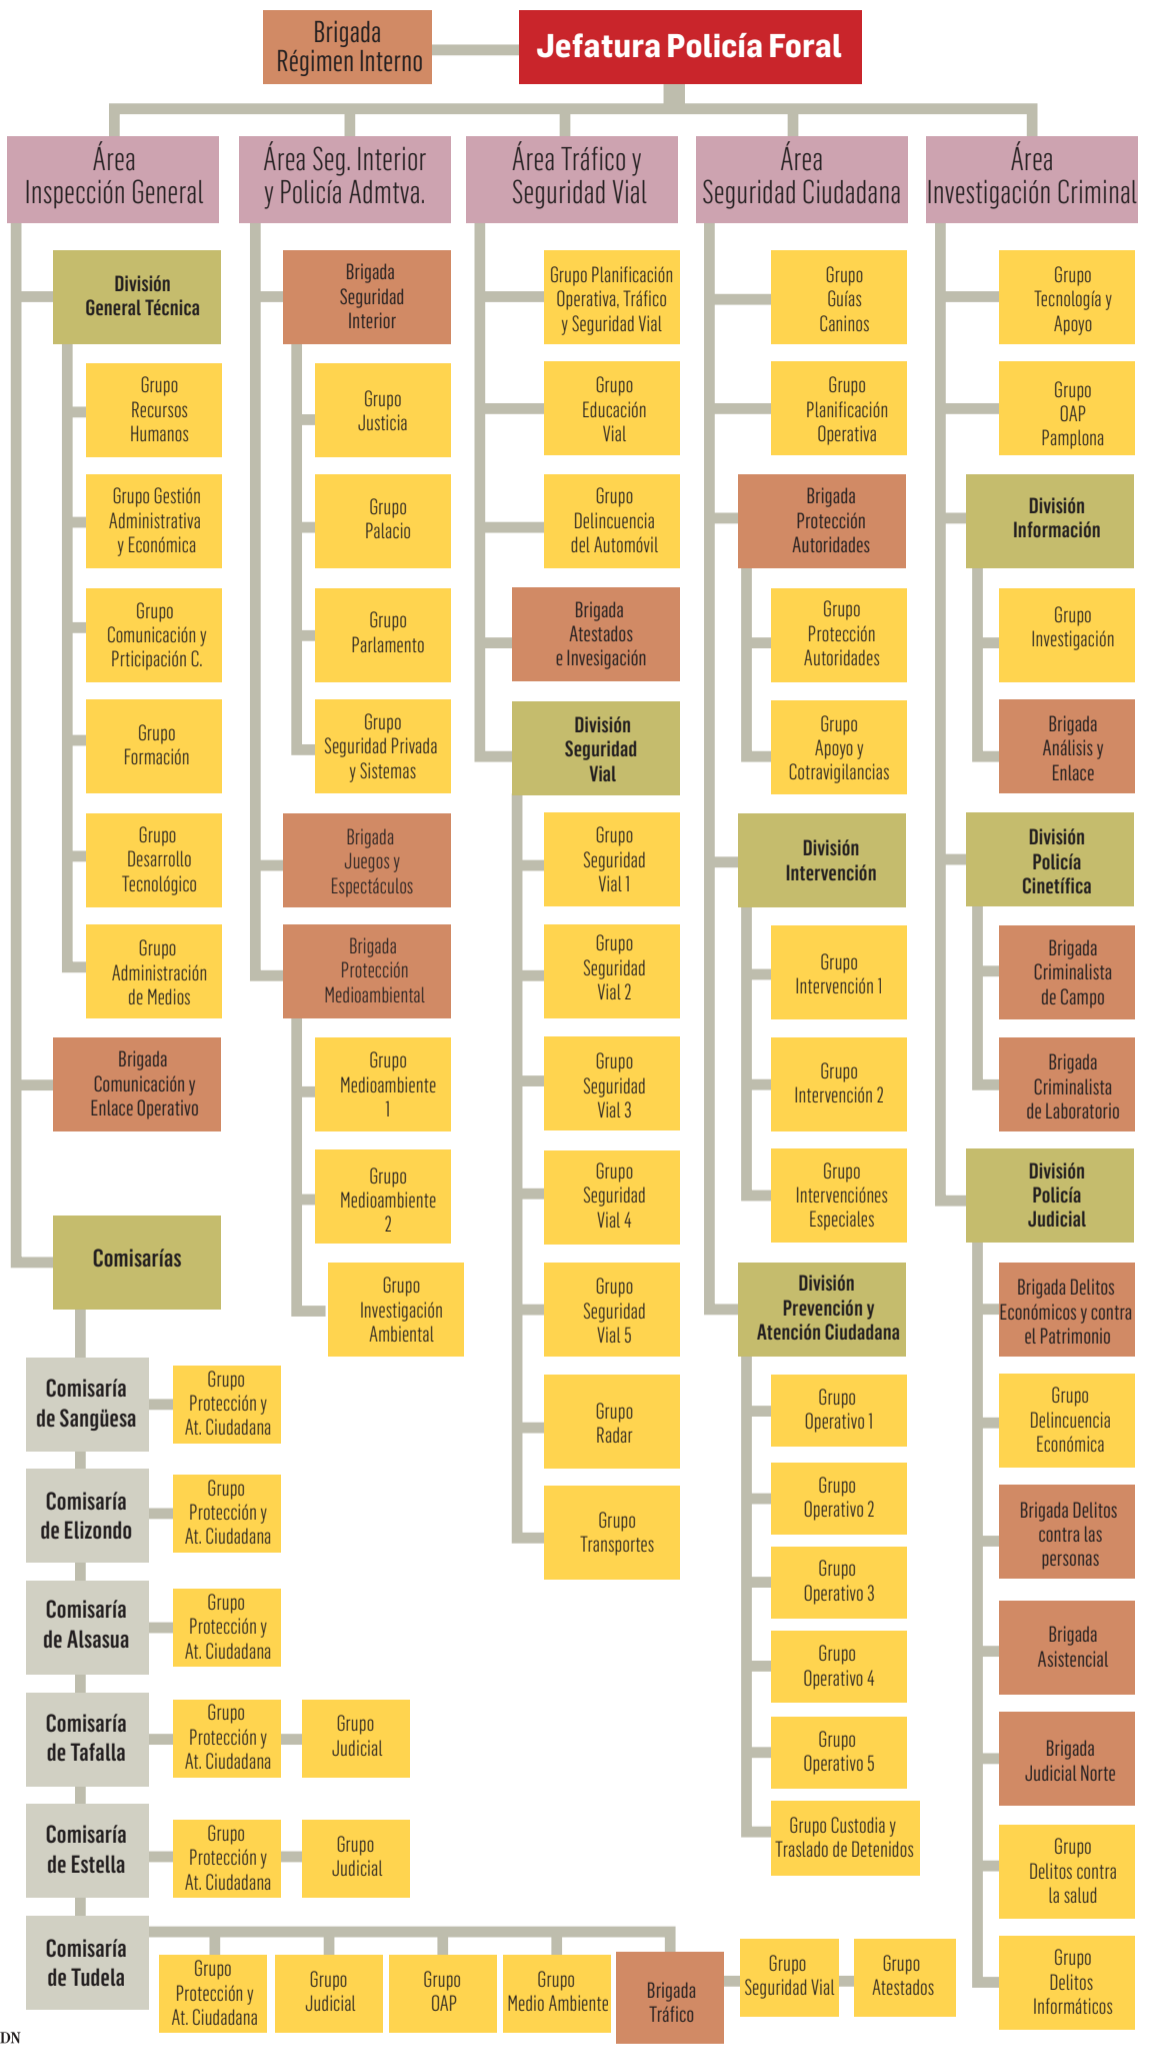 Brigada
Régimen Interno
Jefatura Policía Foral
Área
Inspección General
División
General Técnica
Grupo
Recursos
Humanos
Grupo Gestión
Administrativa
y Económica
Grupo
Comunicación y
Prticipación C.
Grupo
Formación
Grupo
Desarrollo
Tecnológico
Grupo
Administración
de Medios
Brigada
Comunicación y
Enlace Operativo
Comisarías
Comisaría
de Sangüesa
Grupo
Protección y
At. Ciudadana
Comisaría
de Elizondo
Grupo
Protección y
At. Ciudadana
Comisaría
de Alsasua
Grupo
Protección y
At. Ciudadana
Comisaría
de Tafalla
Grupo
Protección y
At. Ciudadana
Grupo
Judicial
Comisaría
de Estella
Grupo
Protección y
At. Ciudadana
Grupo
Judicial
Comisaría
de Tudela
Grupo
Protección y
At. Ciudadana
Grupo
Judicial
Grupo
OAP
Grupo
Medio Ambiente
Brigada
Tráfico
Grupo
Seguridad Vial
Grupo
Atestados
Área Seg. Interior
y Policía Admtva.
Brigada
Seguridad
Interior
Grupo
Justicia
Grupo
Palacio
Grupo
Parlamento
Grupo
Seguridad Privada
y Sistemas
Brigada
Juegos y
Espectáculos
Brigada
Protección
Medioambiental
Grupo
Medioambiente
1
Grupo
Medioambiente
2
Grupo
Investigación
Ambiental
Área Tráfico y
Seguridad Vial
Grupo Planificación
Operativa, Tráfico
y Seguridad Vial
Grupo
Educación
Vial
Grupo
Delincuencia
del Automóvil
Brigada
Atestados
e Invesigación
División
Seguridad
Vial
Grupo
Seguridad
Vial 1
Grupo
Seguridad
Vial 2
Grupo
Seguridad
Vial 3
Grupo
Seguridad
Vial 4
Grupo
Seguridad
Vial 5
Grupo
Radar
Grupo
Transportes
Área
Seguridad Ciudadana
Grupo
Guías
Caninos
Grupo
Planificación
Operativa
Brigada
Protección
Autoridades
Grupo
Protección
Autoridades
Grupo
Apoyo y
Cotravigilancias
División
Intervención
Grupo
Intervención 1
Grupo
Intervención 2
Grupo
Intervenciónes
Especiales
División
Prevención y
Atención Ciudadana
Grupo
Operativo 1
Grupo
Operativo 2
Grupo
Operativo 3
Grupo
Operativo 4
Grupo
Operativo 5
Grupo Custodia y
Traslado de Detenidos
Área
Investigación Criminal
Grupo
Tecnología y
Apoyo
Grupo
OAP
Pamplona
División
Información
Grupo
Investigación
Brigada
Análisis y
Enlace
División
Policía
Cinetífica
Brigada
Criminalista
de Campo
Brigada
Criminalista
de Laboratorio
División
Policía
Judicial
Brigada Delitos
Económicos y contra
el Patrimonio
Grupo
Delincuencia
Económica
Brigada Delitos
contra las
personas
Brigada
Asistencial
Brigada
Judicial Norte
Grupo
Delitos contra
la salud
Grupo
Delitos
Informáticos
DN